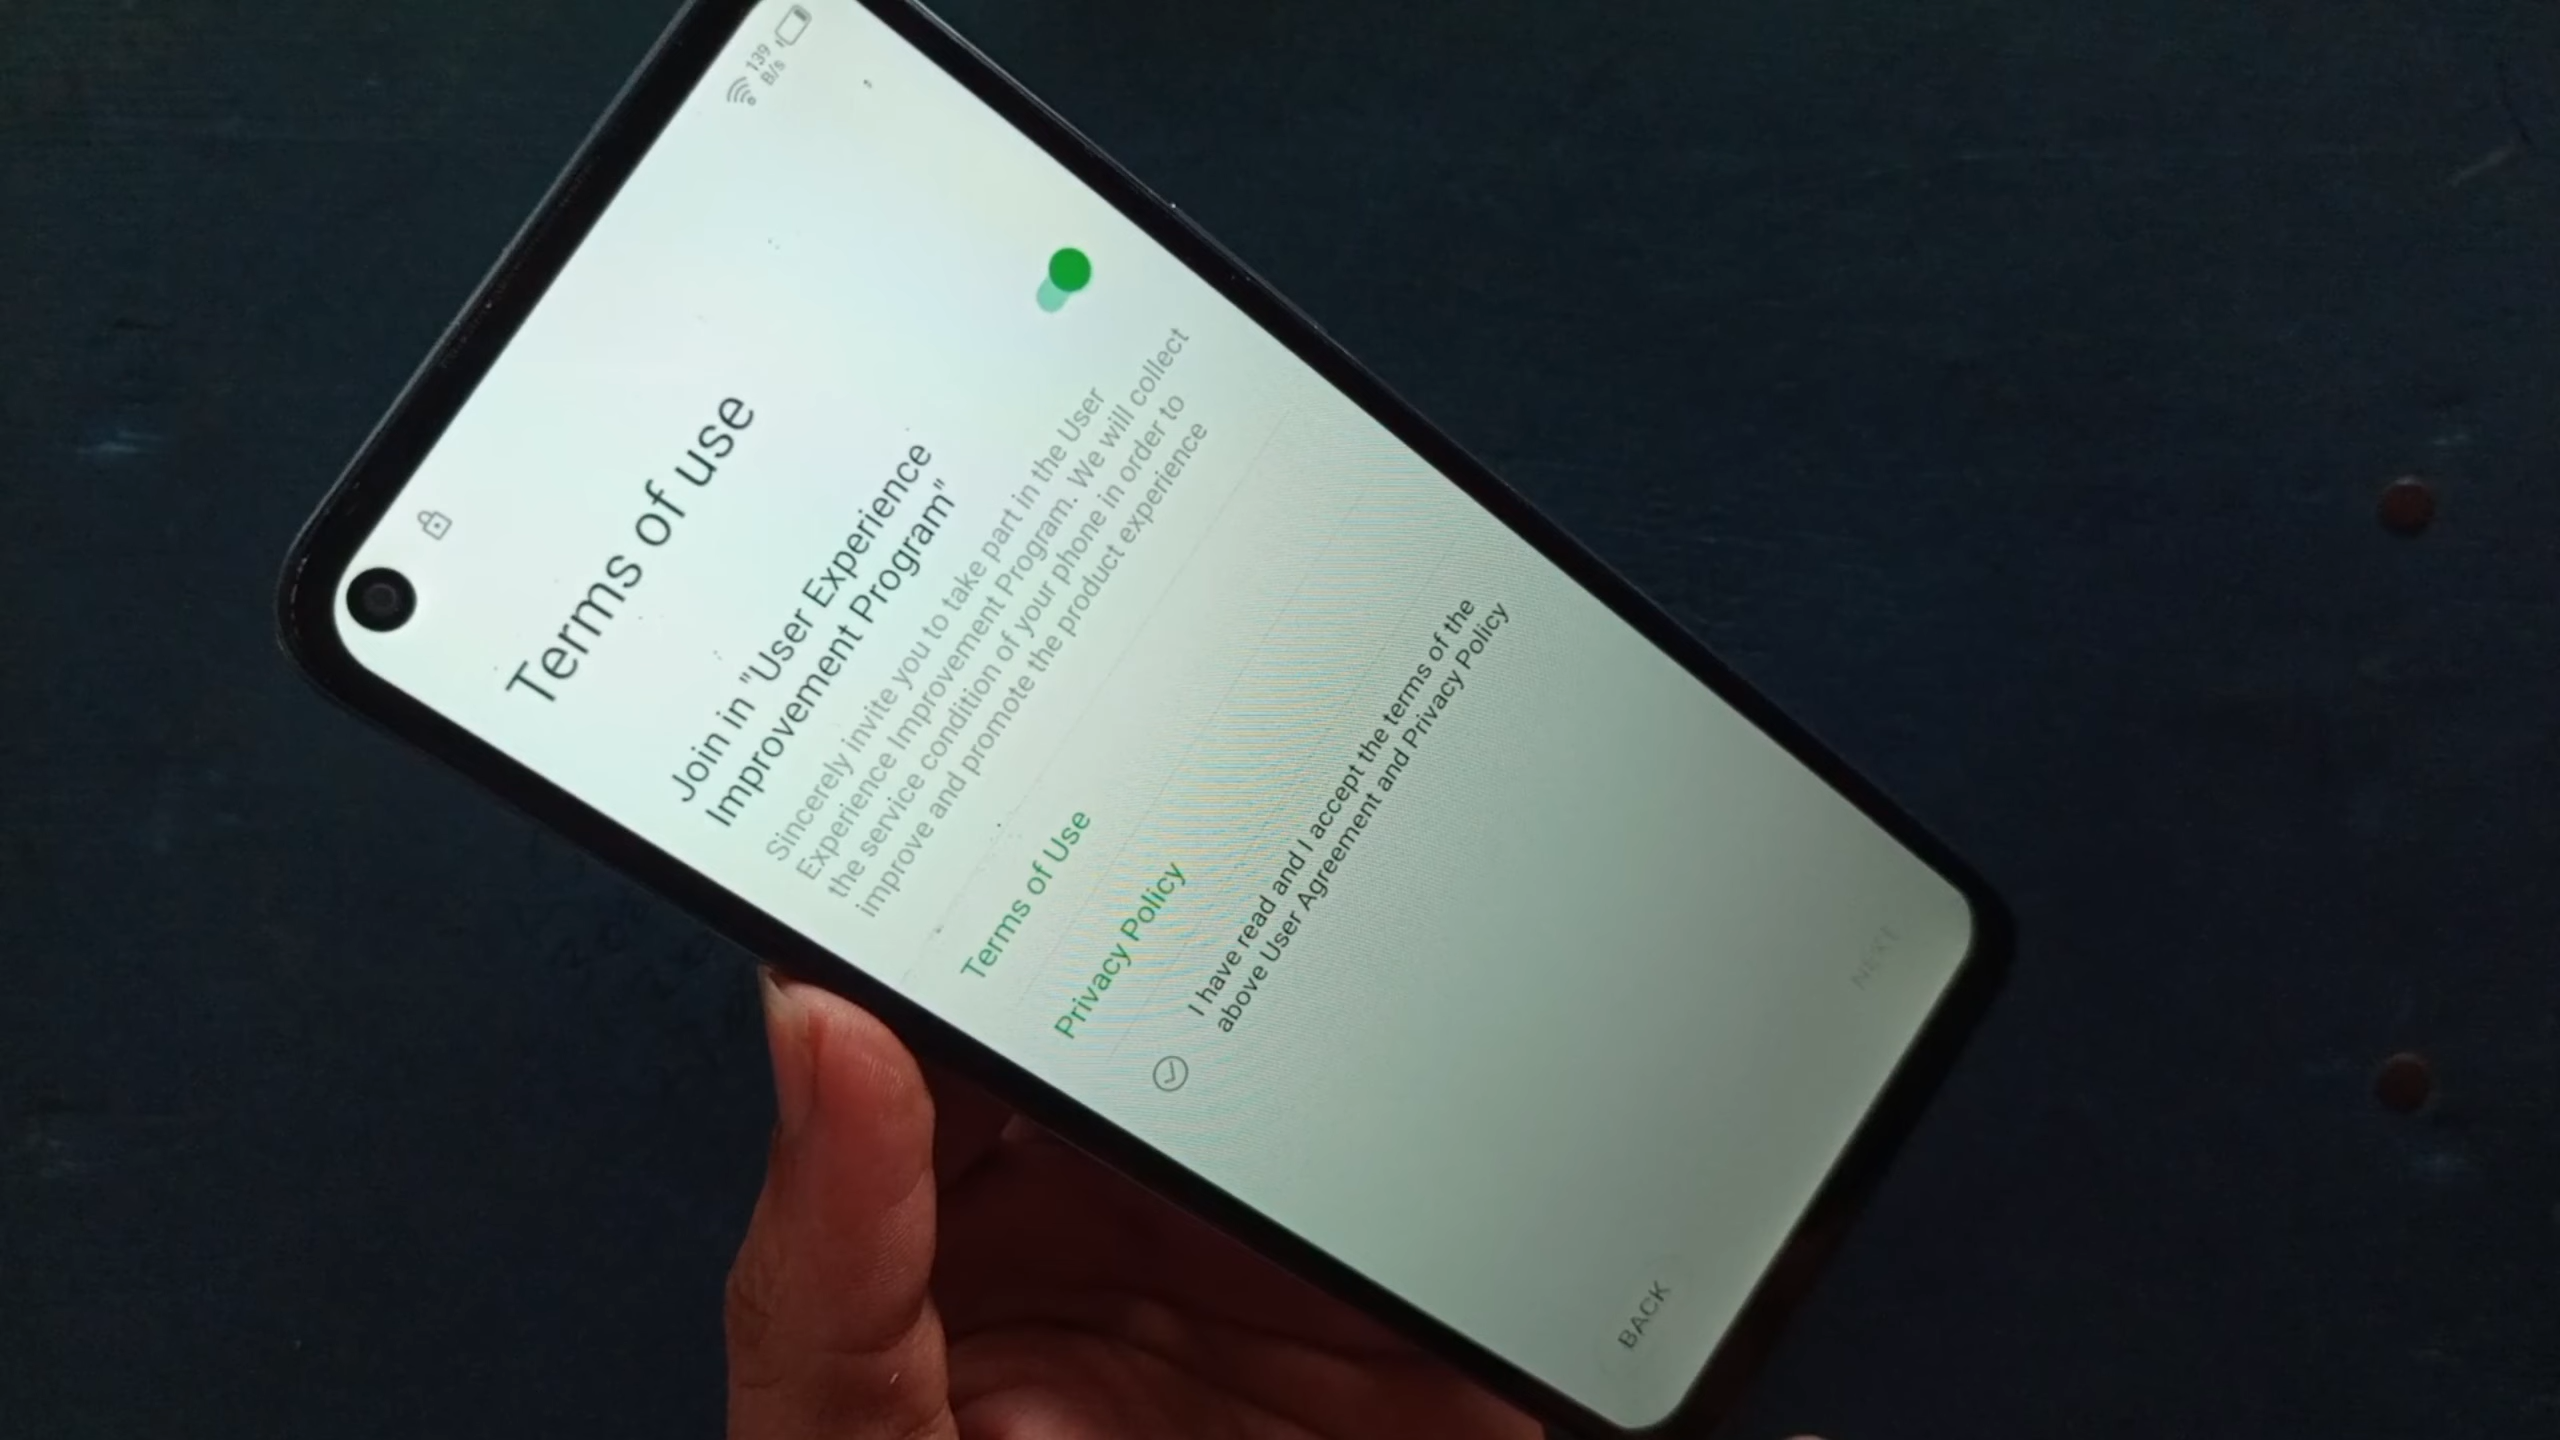 139
B/s
Terms of use
Join in "User Experience
Improvement Program"
Sincerely invite you to take part in the User
Experience Improvement Program. We will collect
the service condition of your phone in order to
improve and promote the product experience
Terms of Use
Privacy Policy
I have read and I accept the terms of the
above User Agreement and Privacy Policy
BACK
NEXT